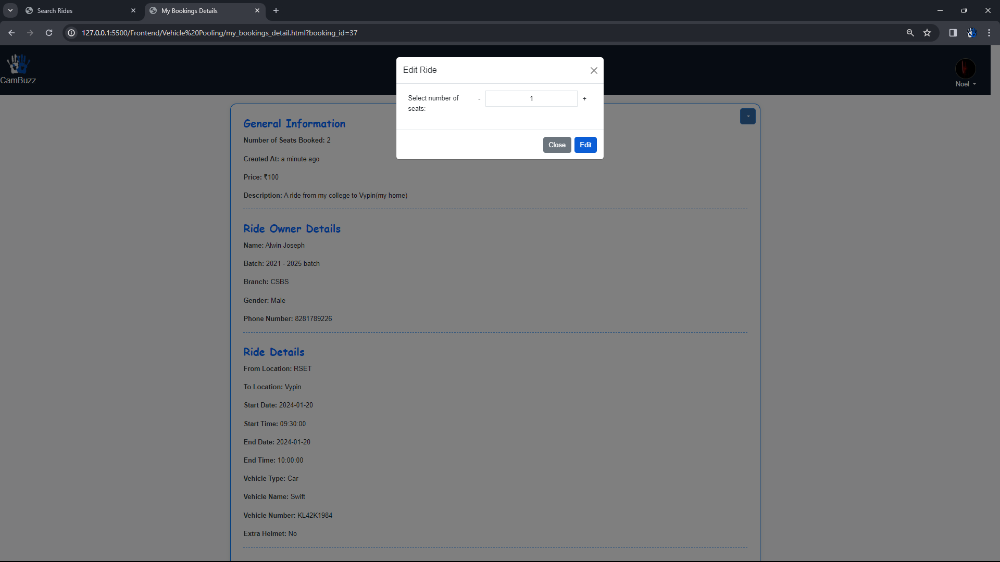 Search Rides
My Bookings Details
127.0.0.1:5500/Frontend/Vehicle%20Pooling/my_bookings_detail.html?booking_id=37
CamBuzz
Noel
Edit Ride
Select number of
seats:
- 1 +
Close Edit
General Information
Number of Seats Booked: 2
Created At: a minute ago
Price: ₹100
Description: A ride from my college to Vypin(my home)
Ride Owner Details
Name: Alwin Joseph
Batch: 2021 - 2025 batch
Branch: CSBS
Gender: Male
Phone Number: 8281789226
Ride Details
From Location: RSET
To Location: Vypin
Start Date: 2024-01-20
Start Time: 09:30:00
End Date: 2024-01-20
End Time: 10:00:00
Vehicle Type: Car
Vehicle Name: Swift
Vehicle Number: KL42K1984
Extra Helmet: No